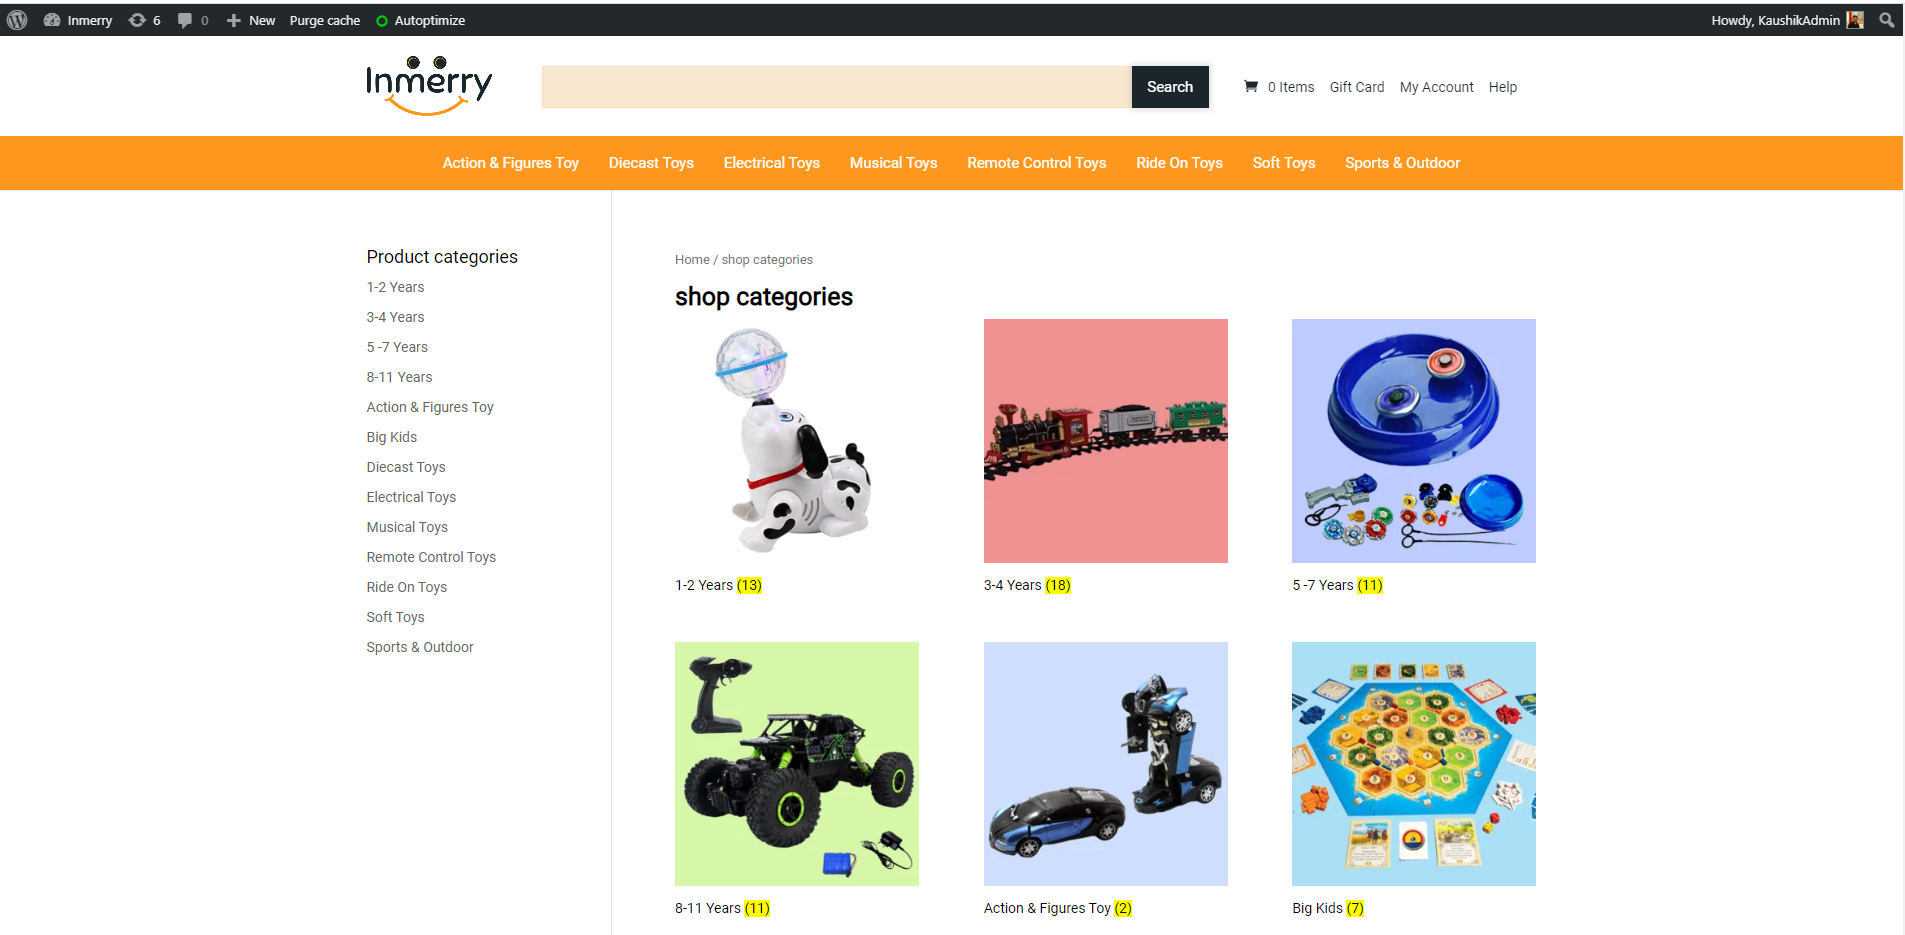 Inmerry 6 0 New Purge cache Autoptimize Howdy, KaushikAdmin
Inmerry
Search
0 Items Gift Card My Account Help
Action & Figures Toy Diecast Toys Electrical Toys Musical Toys Remote Control Toys Ride On Toys Soft Toys Sports & Outdoor
Product categories
1-2 Years
3-4 Years
5 -7 Years
8-11 Years
Action & Figures Toy
Big Kids
Diecast Toys
Electrical Toys
Musical Toys
Remote Control Toys
Ride On Toys
Soft Toys
Sports & Outdoor
Home / shop categories
shop categories
1-2 Years (13)
3-4 Years (18)
5 -7 Years (11)
8-11 Years (11)
Action & Figures Toy (2)
Big Kids (7)